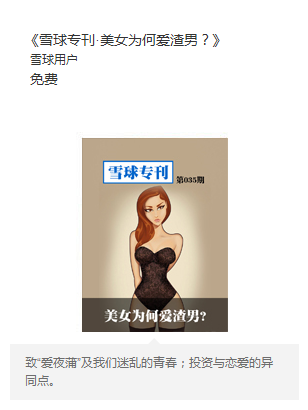 《雪球专刊·美女为何爱渣男？》
雪球用户
免费
雪球专刊
第035期
美女为何爱渣男?
致“爱夜蒲”及我们迷乱的青春；投资与恋爱的异
同点。